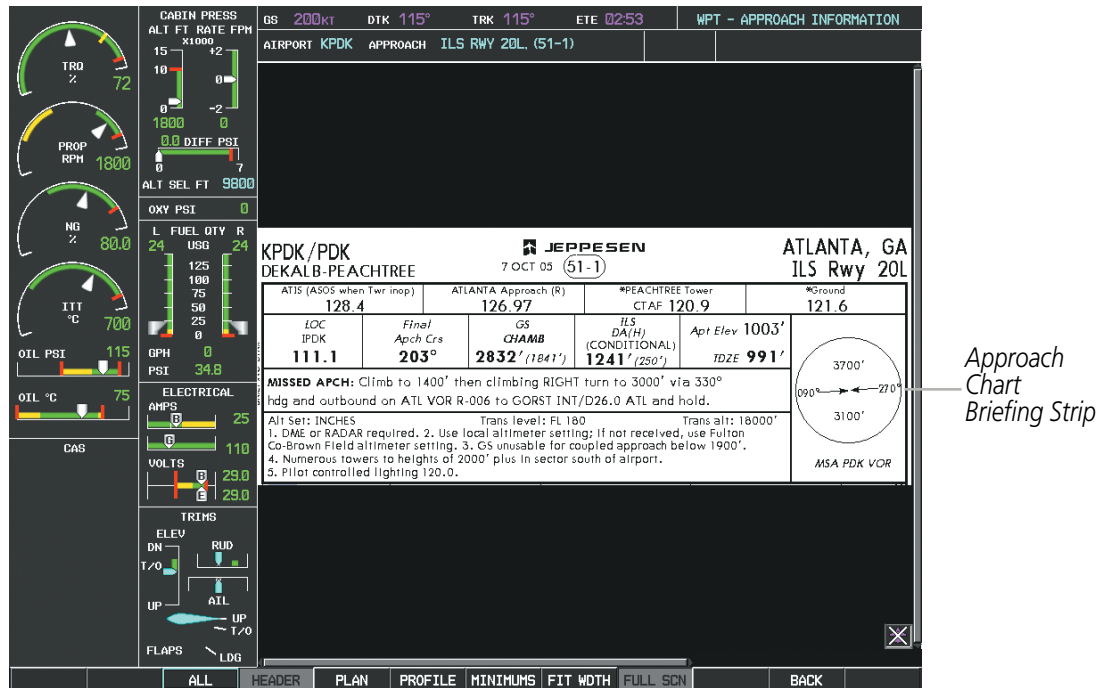 GS 200KT DTK 115° TRK 115° ETE 02:53 WPT – APPROACH INFORMATION
AIRPORT KPDK APPROACH ILS RWY 20L, (51–1)
TRQ
%
72
PROP
RPM
1800
NG
%
80.0
ITT
°C
700
OIL PSI 115
OIL °C 75
CAS
CABIN PRESS
ALT FT RATE FPM
X1000
15 +2
10 0
0 -2
1800 0
0.0 DIFF PSI
0 7
ALT SEL FT 9800
OXY PSI 0
L FUEL QTY R
24 USG 24
125
100
75
50
25
0
GPH 0
PSI 34.8
ELECTRICAL
AMPS
B 25
G 110
VOLTS
B 29.0
E 29.0
TRIMS
ELEV
DN RUD
T/O
UP AIL
UP
T/O
FLAPS LDG
KPDK/PDK JEPPESEN ATLANTA, GA
DEKALB-PEACHTREE 7 OCT 05 (51-1) ILS Rwy 20L
ATIS (ASOS when Twr inop) ATLANTA Approach (R) *PEACHTREE Tower *Ground
128.4 126.97 CTAF 120.9 121.6
LOC
IPDK
111.1
Final
Apch Crs
203°
GS
CHAMB
2832′ (1841′)
ILS
DA(H)
(CONDITIONAL)
1241′ (250′)
Apt Elev 1003′
TDZE 991′
3700′
090° 270°
3100′
MSA PDK VOR
MISSED APCH: Climb to 1400′ then climbing RIGHT turn to 3000′ via 330°
hdg and outbound on ATL VOR R-006 to GORST INT/D26.0 ATL and hold.
Alt Set: INCHES Trans level: FL 180 Trans alt: 18000′
1. DME or RADAR required. 2. Use local altimeter setting; if not received, use Fulton
Co-Brown Field altimeter setting. 3. GS unusable for coupled approach below 1900′.
4. Numerous towers to heights of 2000′ plus in sector south of airport.
5. Pilot controlled lighting 120.0.
Approach
Chart
Briefing Strip
ALL HEADER PLAN PROFILE MINIMUMS FIT WDTH FULL SCN BACK